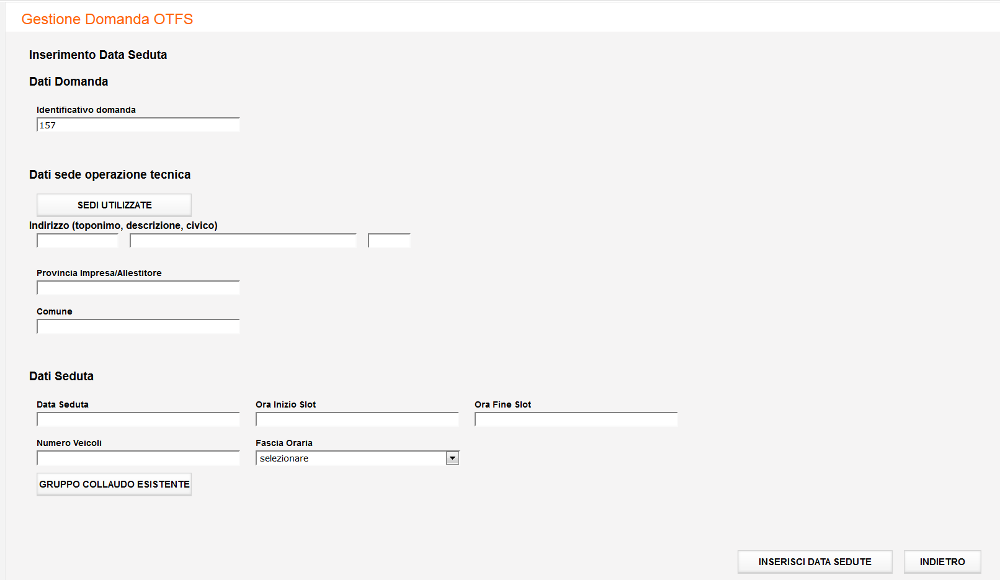 Gestione Domanda OTFS
Inserimento Data Seduta
Dati Domanda
Identificativo domanda
157
Dati sede operazione tecnica
SEDI UTILIZZATE
Indirizzo (toponimo, descrizione, civico)
Provincia Impresa/Allestitore
Comune
Dati Seduta
Data Seduta Ora Inizio Slot Ora Fine Slot
Numero Veicoli Fascia Oraria
selezionare
GRUPPO COLLAUDO ESISTENTE
INSERISCI DATA SEDUTE INDIETRO